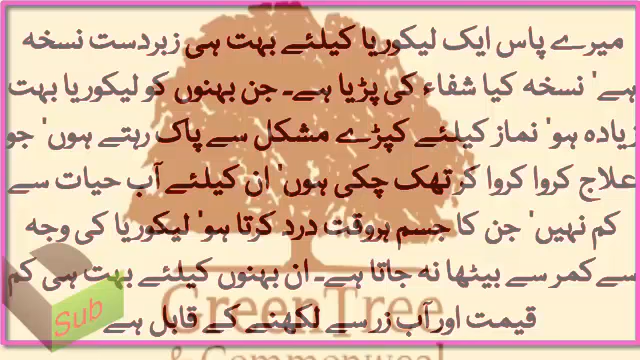 میرے پاس ایک لیکوریا کیلئے بہت ہی زبردست نسخہ
ہے' نسخہ کیا شفاء کی پڑیا ہے۔ جن بہنوں کو لیکوریا بہت
زیادہ ہو' نماز کیلئے کپڑے مشکل سے پاک رہتے ہوں' جو
علاج کروا کروا کر تھک چکی ہوں' ان کیلئے آب حیات سے
کم نہیں' جن کا جسم ہروقت درد کرتا ہو' لیکوریا کی وجہ
سے کمر سے بیٹھا نہ جاتا ہے۔ ان بہنوں کیلئے بہت ہی کم
قیمت اور آب زر سے لکھنے کے قابل ہے
GreenTree
& Commonweal
Sub